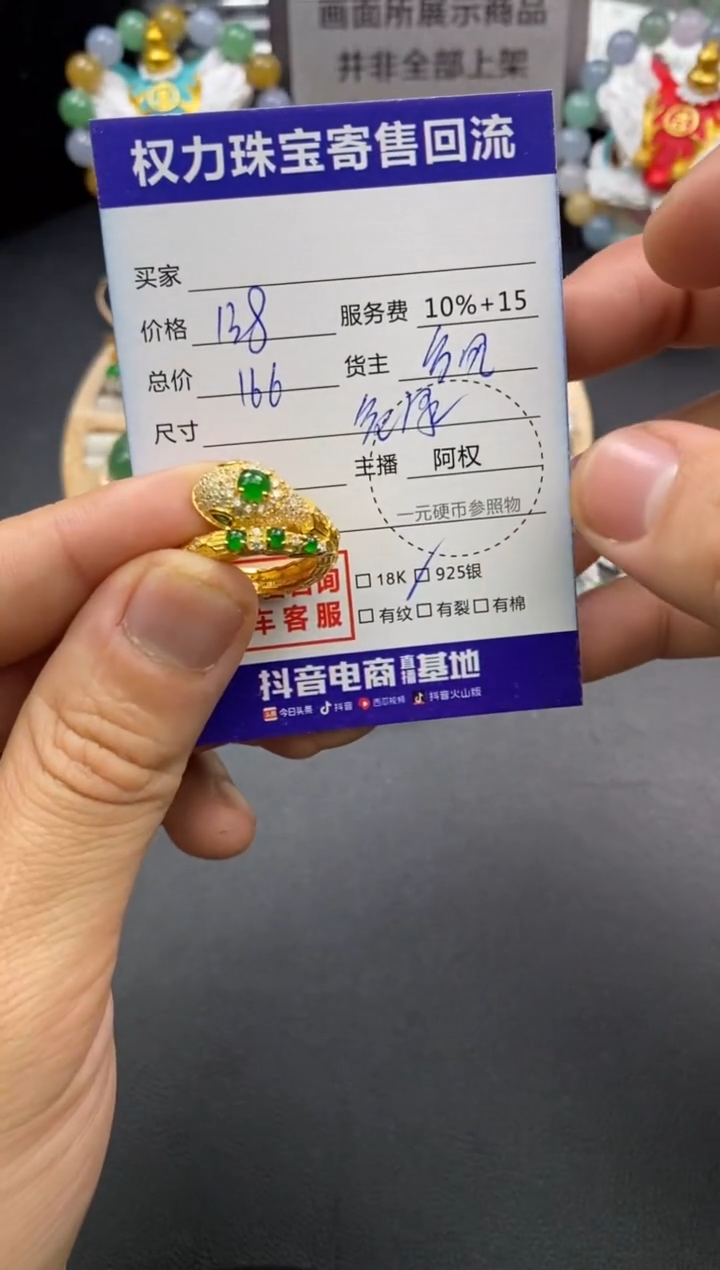 画面所展示商品
并非全部上架
权力珠宝寄售回流
买家
价格 138 服务费 10%+15
总价 166 货主
尺寸
主播 阿权
一元硬币参照物
询 □ 18K □ 925银
车客服 □ 有纹 □ 有裂 □ 有棉
抖音电商直播基地
今日头条 抖音 西瓜视频 抖音火山版